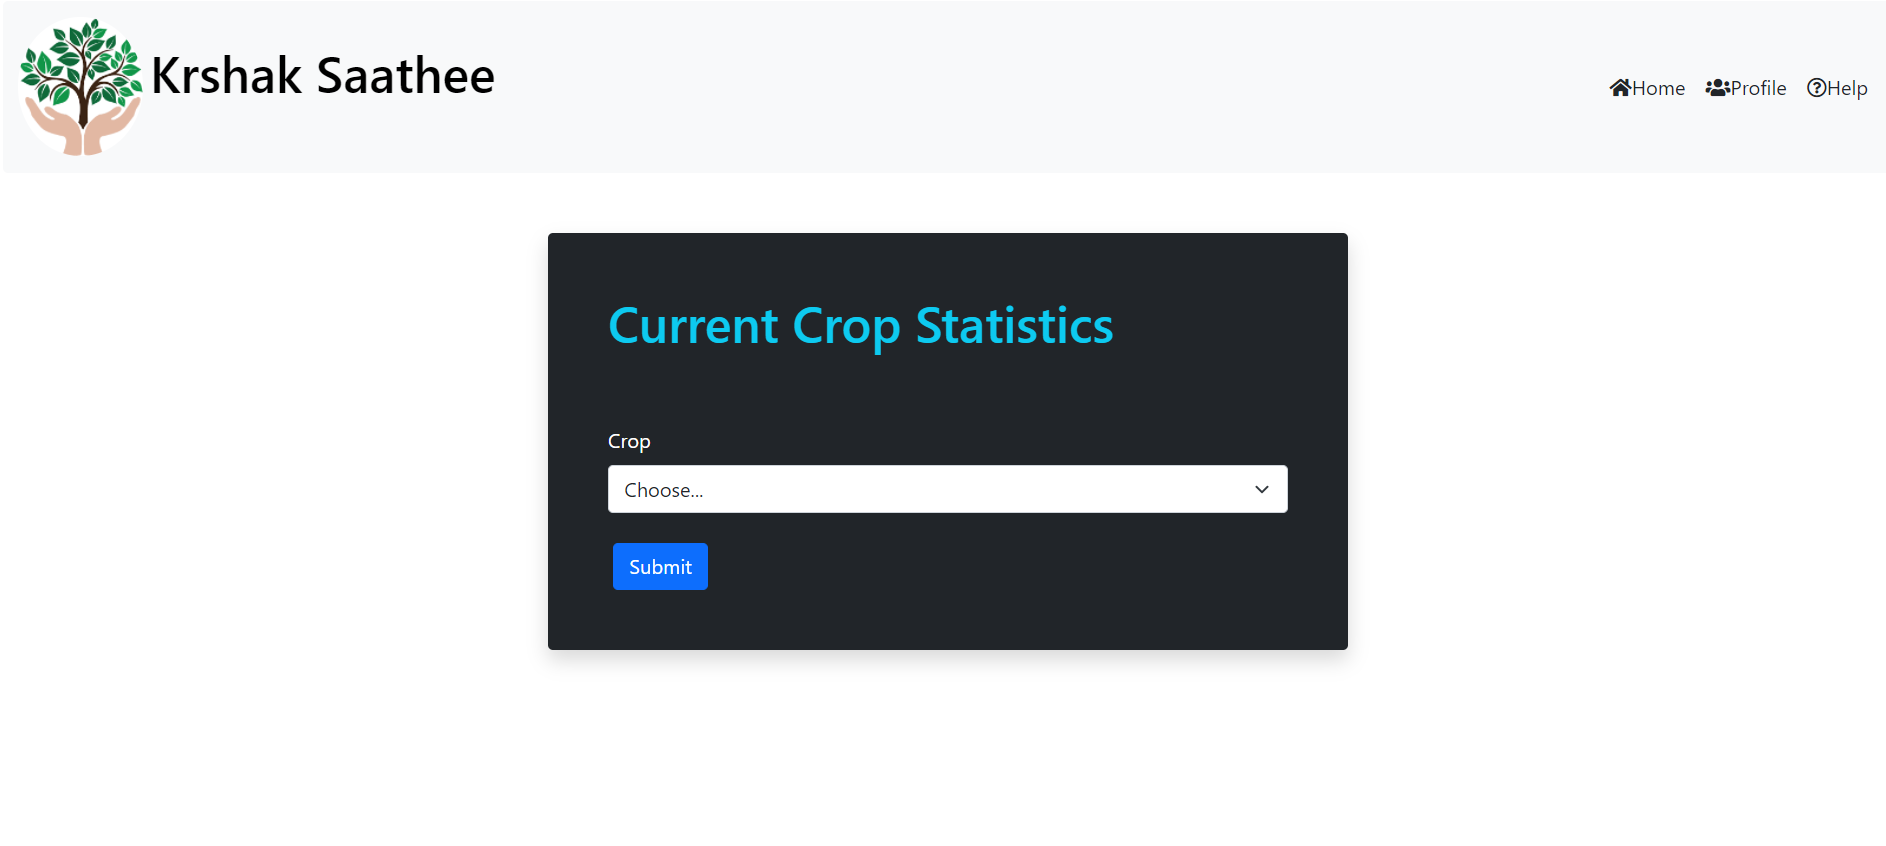 Krshak Saathee
Home Profile Help
Current Crop Statistics
Crop
Choose...
Submit